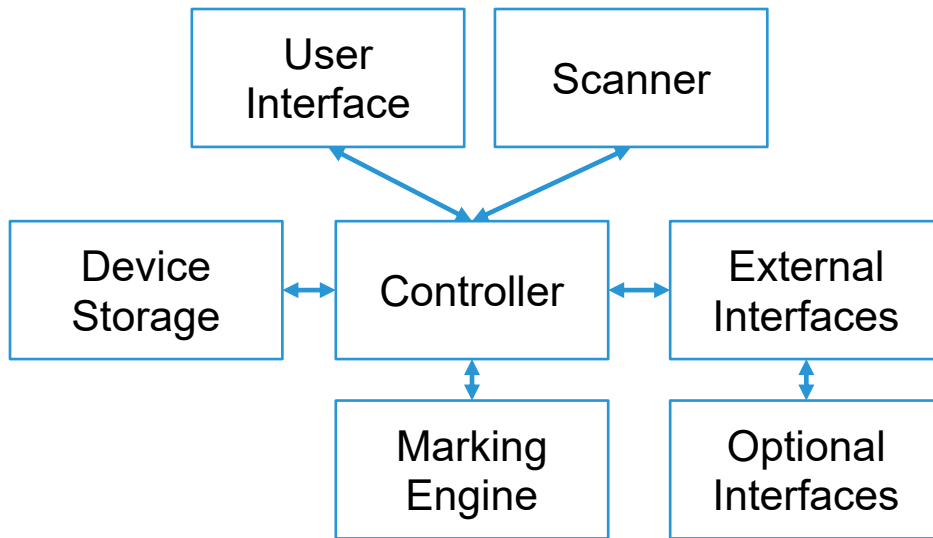 User
Interface
Scanner
Device
Storage
Controller
External
Interfaces
Marking
Engine
Optional
Interfaces